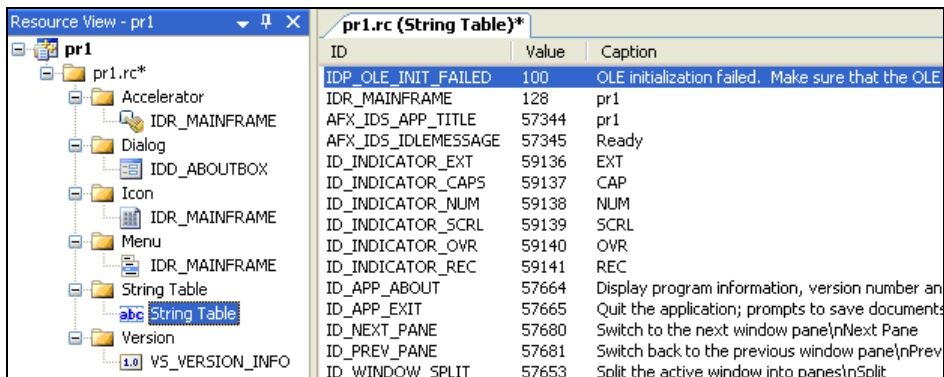 Resource View - pr1
pr1
pr1.rc*
Accelerator
IDR_MAINFRAME
Dialog
IDD_ABOUTBOX
Icon
IDR_MAINFRAME
Menu
IDR_MAINFRAME
String Table
abc String Table
Version
1.0 VS_VERSION_INFO
pr1.rc (String Table)*
ID Value Caption
IDP_OLE_INIT_FAILED 100 OLE initialization failed. Make sure that the OLE
IDR_MAINFRAME 128 pr1
AFX_IDS_APP_TITLE 57344 pr1
AFX_IDS_IDLEMESSAGE 57345 Ready
ID_INDICATOR_EXT 59136 EXT
ID_INDICATOR_CAPS 59137 CAP
ID_INDICATOR_NUM 59138 NUM
ID_INDICATOR_SCRL 59139 SCRL
ID_INDICATOR_OVR 59140 OVR
ID_INDICATOR_REC 59141 REC
ID_APP_ABOUT 57664 Display program information, version number an
ID_APP_EXIT 57665 Quit the application; prompts to save documents
ID_NEXT_PANE 57680 Switch to the next window pane\nNext Pane
ID_PREV_PANE 57681 Switch back to the previous window pane\nPrev
ID_WINDOW_SPLIT 57653 Split the active window into panes\nSplit